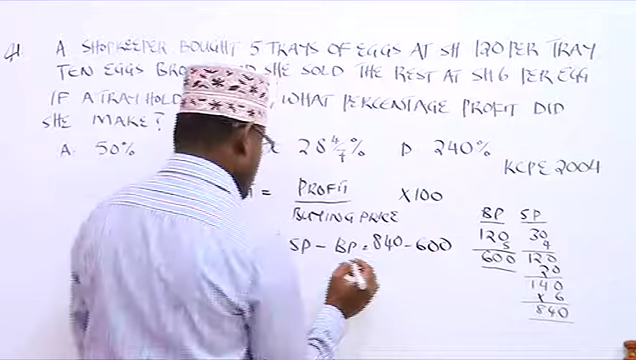 Q1. A SHOPKEEPER BOUGHT 5 TRAYS OF EGGS AT SH 120 PER TRAY
TEN EGGS SHE SOLD THE REST AT SH 6 PER EGG
IF A TRAY , WHAT PERCENTAGE PROFIT DID
SHE MAKE?
A. 50% 28 4/7% D 240%
KCPE 2004
= PROFIT / BUYING PRICE X100
SP - BP = 840 - 600
BP SP
120 30
5 4
600 120
20
140
x 6
840